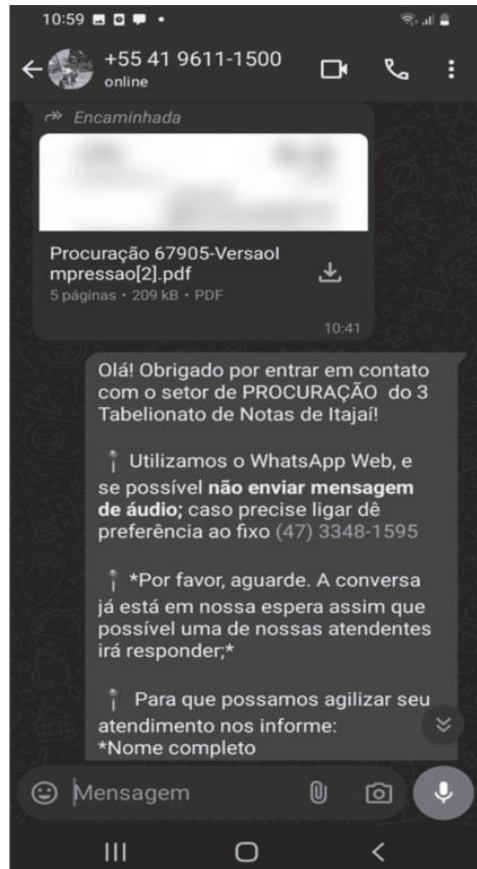 10:59
+55 41 9611-1500
online
Encaminhada
Procuração 67905-Versaol
mpressao[2].pdf
5 páginas • 209 kB • PDF
10:41
Olá! Obrigado por entrar em contato
com o setor de PROCURAÇÃO do 3
Tabelionato de Notas de Itajaí!
Utilizamos o WhatsApp Web, e
se possível não enviar mensagem
de áudio; caso precise ligar dê
preferência ao fixo (47) 3348-1595
*Por favor, aguarde. A conversa
já está em nossa espera assim que
possível uma de nossas atendentes
irá responder;*
Para que possamos agilizar seu
atendimento nos informe:
*Nome completo
Mensagem